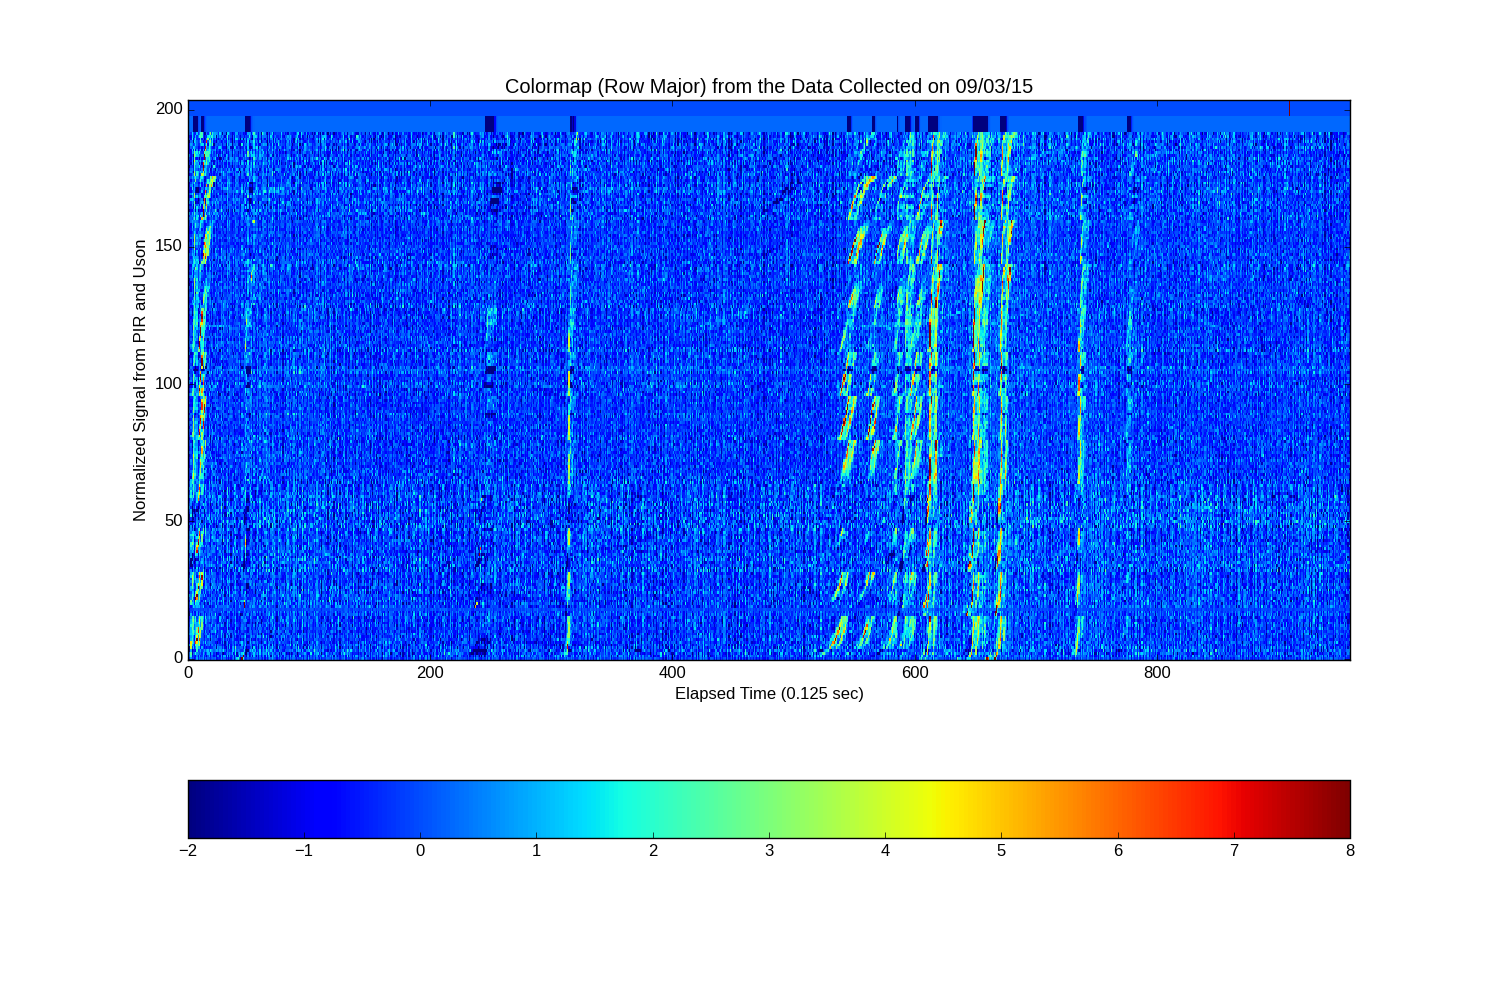 Colormap (Row Major) from the Data Collected on 09/03/15
Normalized Signal from PIR and Uson
200
150
100
50
0
0 200 400 600 800
Elapsed Time (0.125 sec)
−2 −1 0 1 2 3 4 5 6 7 8